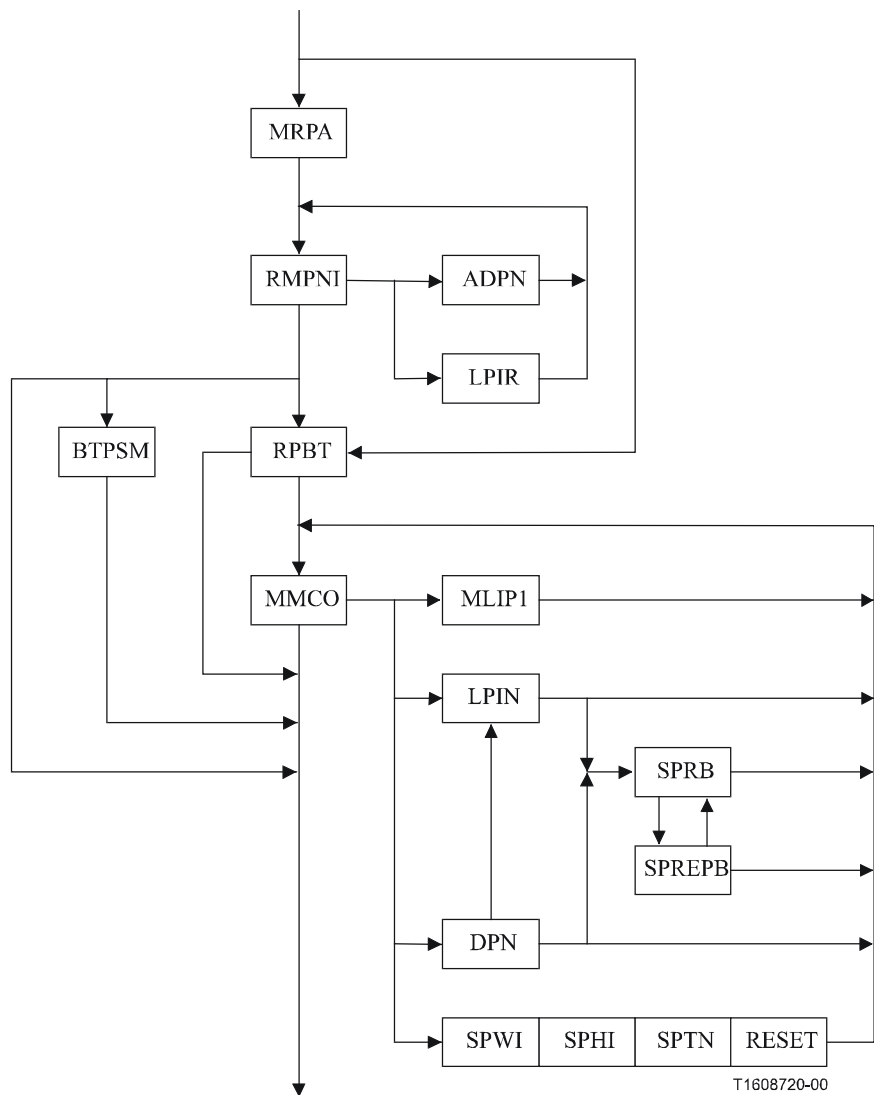 MRPA
RMPNI
ADPN
LPIR
BTPSM
RPBT
MMCO
MLIP1
LPIN
SPRB
SPREPB
DPN
SPWI SPHI SPTN RESET
T1608720-00